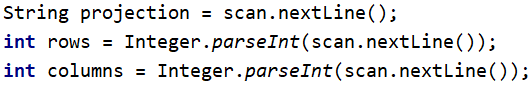 String projection = scan.nextLine();
int rows = Integer.parseInt(scan.nextLine());
int columns = Integer.parseInt(scan.nextLine());